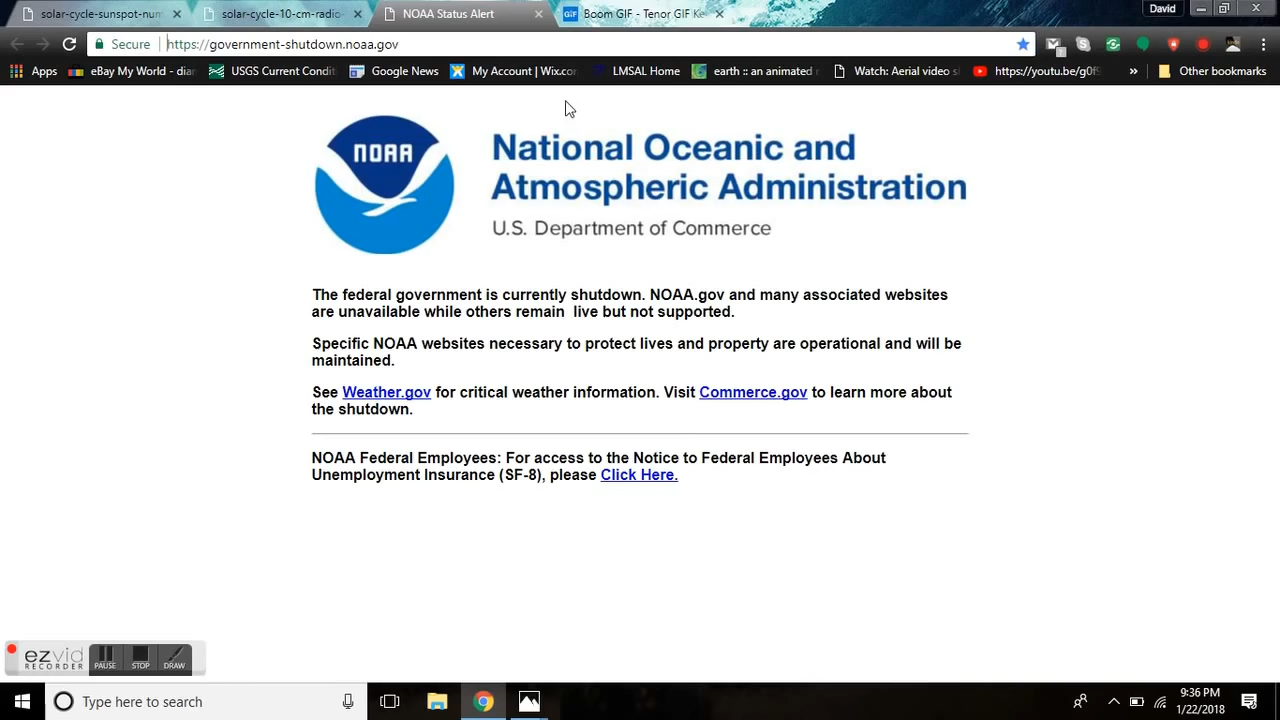 solar-cycle-sunspot-num
solar-cycle-10-cm-radio-
NOAA Status Alert
GIF
Boom GIF - Tenor GIF Ke
David
Secure
https://government-shutdown.noaa.gov
Apps
eBay My World - dian
USGS Current Condit
Google News
My Account | Wix.com
LMSAL Home
earth :: an animated
Watch: Aerial video s
https://youtu.be/g0f9
»
Other bookmarks
NOAA
National Oceanic and
Atmospheric Administration
U.S. Department of Commerce
The federal government is currently shutdown. NOAA.gov and many associated websites
are unavailable while others remain  live but not supported.
Specific NOAA websites necessary to protect lives and property are operational and will be
maintained.
See Weather.gov for critical weather information. Visit Commerce.gov to learn more about
the shutdown.
NOAA Federal Employees: For access to the Notice to Federal Employees About
Unemployment Insurance (SF-8), please Click Here.
ezvid
RECORDER
PAUSE
STOP
DRAW
Type here to search
9:36 PM
1/22/2018